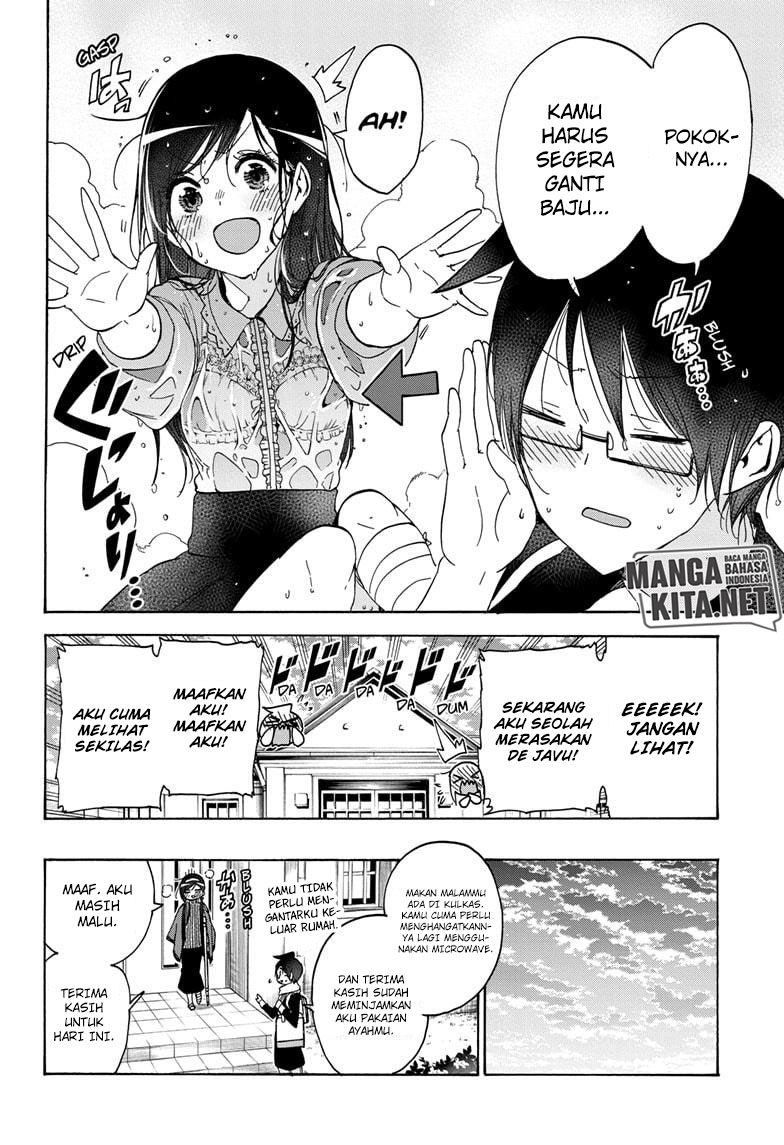 POKOK-
NYA...
KAMU
HARUS
SEGERA
GANTI
BAJU...
カああ...
BLUSH
AH!
GASP
はっ
DRIP
ぐっしょり...
MANGA
KITA.NET
BACA MANGA
BAHASA
INDONESIA
EEEEEK!
JANGAN
LIHAT!
SEKARANG
AKU SEOLAH
MERASAKAN
DE JAVU!
ドドドドド
DA
DA
DA
DA
DUM
MAAFKAN
AKU!
MAAFKAN
AKU!
AKU CUMA
MELIHAT
SEKILAS!
MAKAN MALAMMU
ADA DI KULKAS.
KAMU CUMA PERLU
MENGHANGATKANN-
YA LAGI MENGGU-
NAKAN MICROWAVE.
DAN TERIMA
KASIH SUDAH
MEMINJAMKAN
AKU PAKAIAN
AYAHMU.
KAMU TIDAK
PERLU MEN-
GANTARKU KE-
LUAR RUMAH.
BLUSH
MAAF. AKU
MASIH
MALU.
TERIMA
KASIH
UNTUK
HARI INI.